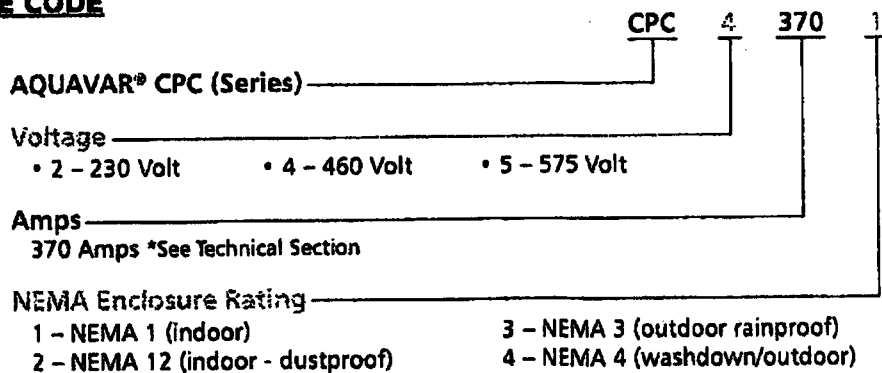 E CODE
CPC 4 370 1
AQUAVAR® CPC (Series)
Voltage
• 2 – 230 Volt • 4 – 460 Volt • 5 – 575 Volt
Amps
370 Amps *See Technical Section
NEMA Enclosure Rating
1 – NEMA 1 (indoor) 3 – NEMA 3 (outdoor rainproof)
2 – NEMA 12 (indoor - dustproof) 4 – NEMA 4 (washdown/outdoor)